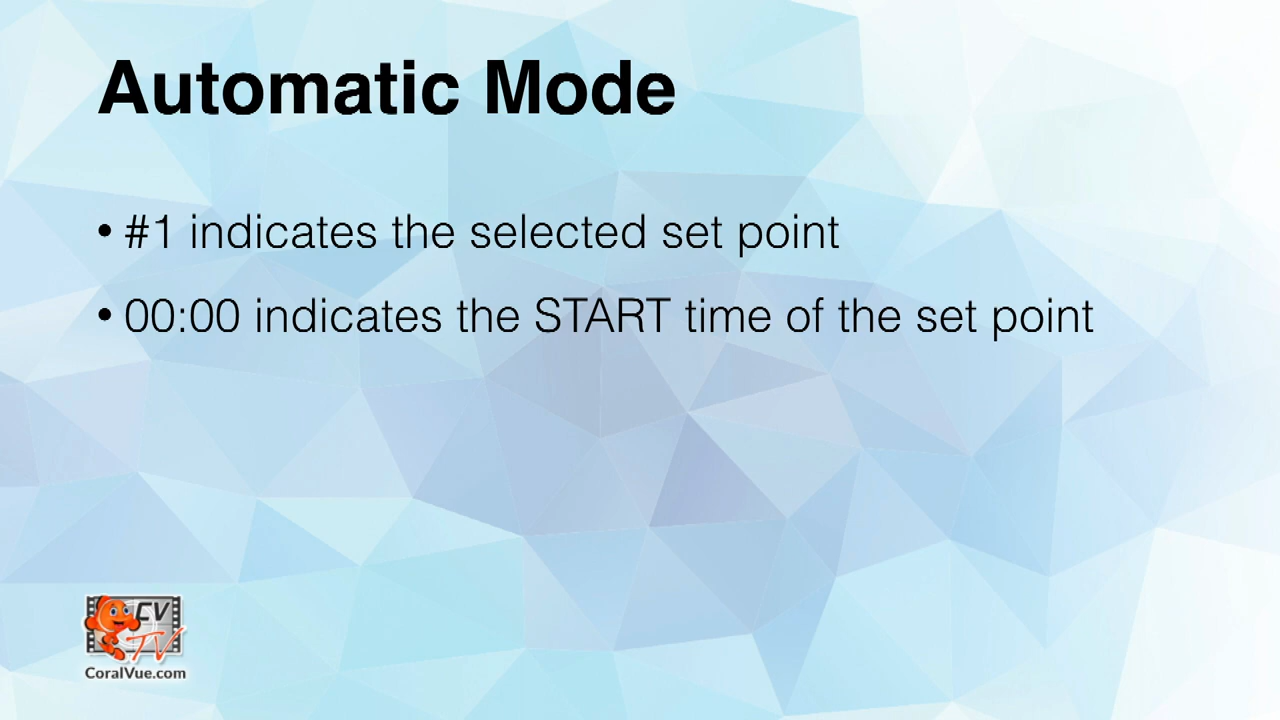 Automatic Mode
• #1 indicates the selected set point
• 00:00 indicates the START time of the set point
CV
TV
CoralVue.com